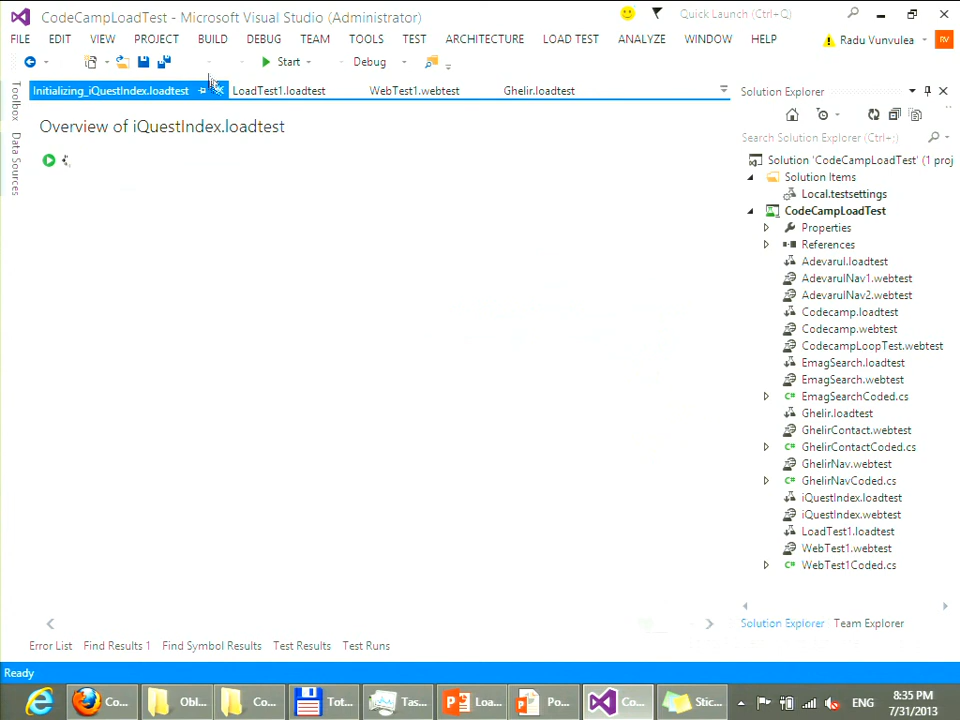 CodeCampLoadTest - Microsoft Visual Studio (Administrator)
Quick Launch (Ctrl+Q)
FILE EDIT VIEW PROJECT BUILD DEBUG TEAM TOOLS TEST ARCHITECTURE LOAD TEST ANALYZE WINDOW HELP
Radu Vunvulea
RV
Start
Debug
Toolbox
Data Sources
Initializing_iQuestIndex.loadtest
LoadTest1.loadtest
WebTest1.webtest
Ghelir.loadtest
Overview of iQuestIndex.loadtest
Solution Explorer
Search Solution Explorer (Ctrl+;)
Solution 'CodeCampLoadTest' (1 proj
Solution Items
Local.testsettings
CodeCampLoadTest
Properties
References
Adevarul.loadtest
AdevarulNav1.webtest
AdevarulNav2.webtest
Codecamp.loadtest
Codecamp.webtest
CodecampLoopTest.webtest
EmagSearch.loadtest
EmagSearch.webtest
EmagSearchCoded.cs
Ghelir.loadtest
GhelirContact.webtest
GhelirContactCoded.cs
GhelirNav.webtest
GhelirNavCoded.cs
iQuestIndex.loadtest
iQuestIndex.webtest
LoadTest1.loadtest
WebTest1.webtest
WebTest1Coded.cs
Solution Explorer
Team Explorer
Error List
Find Results 1
Find Symbol Results
Test Results
Test Runs
Ready
Co...
Obl...
Co...
Tot...
Tas...
Loa...
Po...
Co...
Stic...
ENG
8:35 PM
7/31/2013